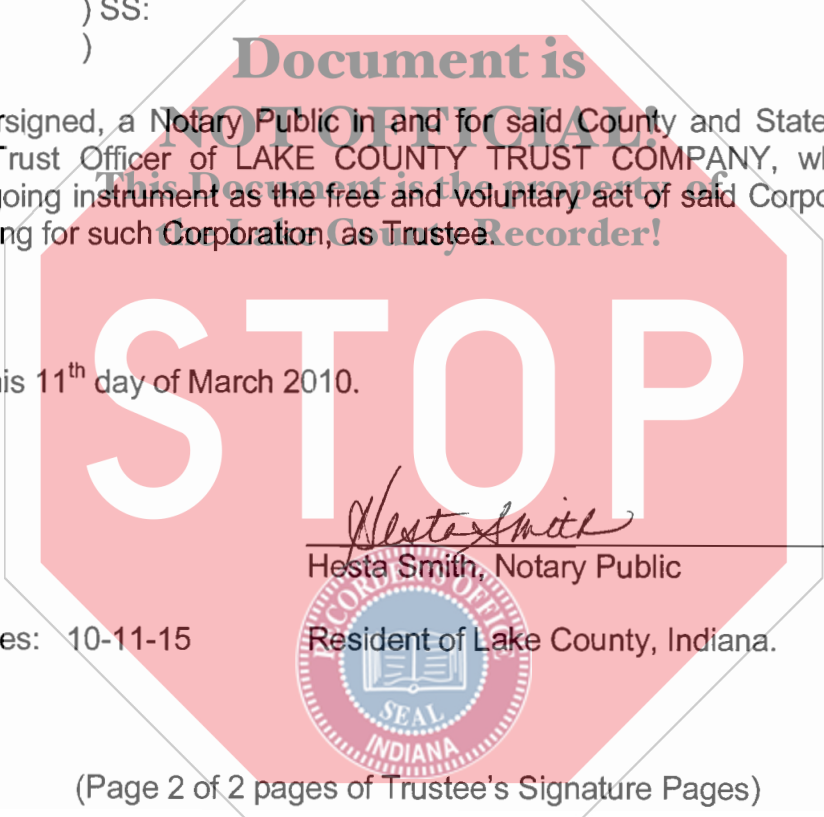 ) SS:
)
Document is
NOT OFFICIAL!
This Document is the property of
the Lake County Recorder!
rsigned, a Notary Public in and for said County and State
Trust Officer of LAKE COUNTY TRUST COMPANY, wh
going instrument as the free and voluntary act of said Corpo
ng for such Corporation, as Trustee.
STOP
is 11th day of March 2010.
Hesta Smith
Hesta Smith, Notary Public
es: 10-11-15 Resident of Lake County, Indiana.
RECORDER'S OFFICE
SEAL
INDIANA
(Page 2 of 2 pages of Trustee's Signature Pages)